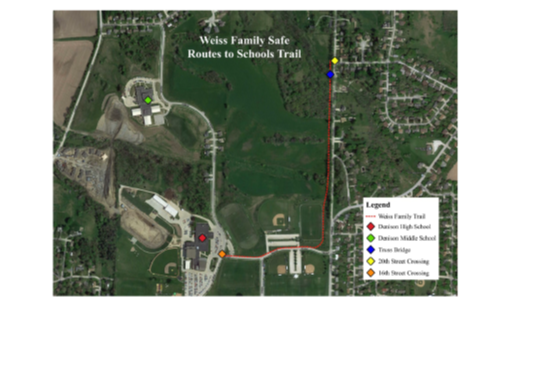 Weiss Family Safe
Routes to Schools Trail
Legend
Weiss Family Trail
Denison High School
Denison Middle School
Truss Bridge
20th Street Crossing
16th Street Crossing